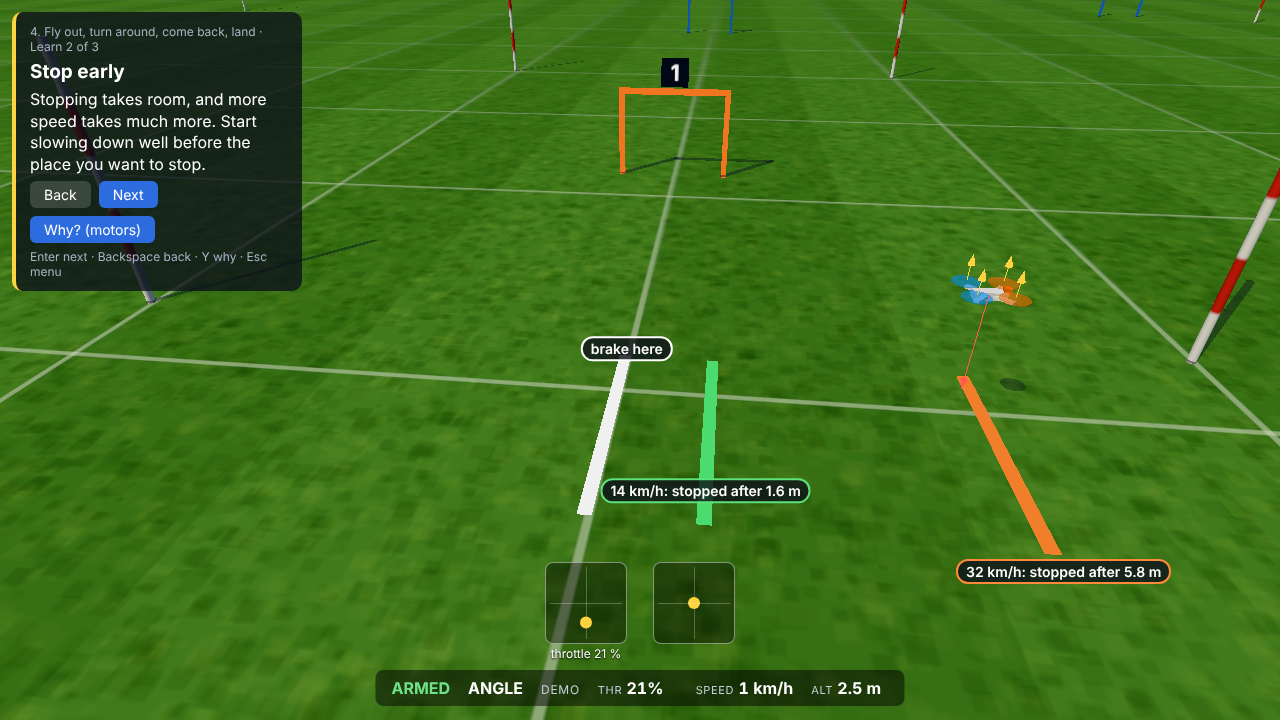 4. Fly out, turn around, come back, land ·
Learn 2 of 3
Stop early
Stopping takes room, and more
speed takes much more. Start
slowing down well before the
place you want to stop.
Back
Next
Why? (motors)
Enter next · Backspace back · Y why · Esc
menu
1
brake here
14 km/h: stopped after 1.6 m
32 km/h: stopped after 5.8 m
throttle 21 %
ARMED ANGLE DEMO THR 21% SPEED 1 km/h ALT 2.5 m